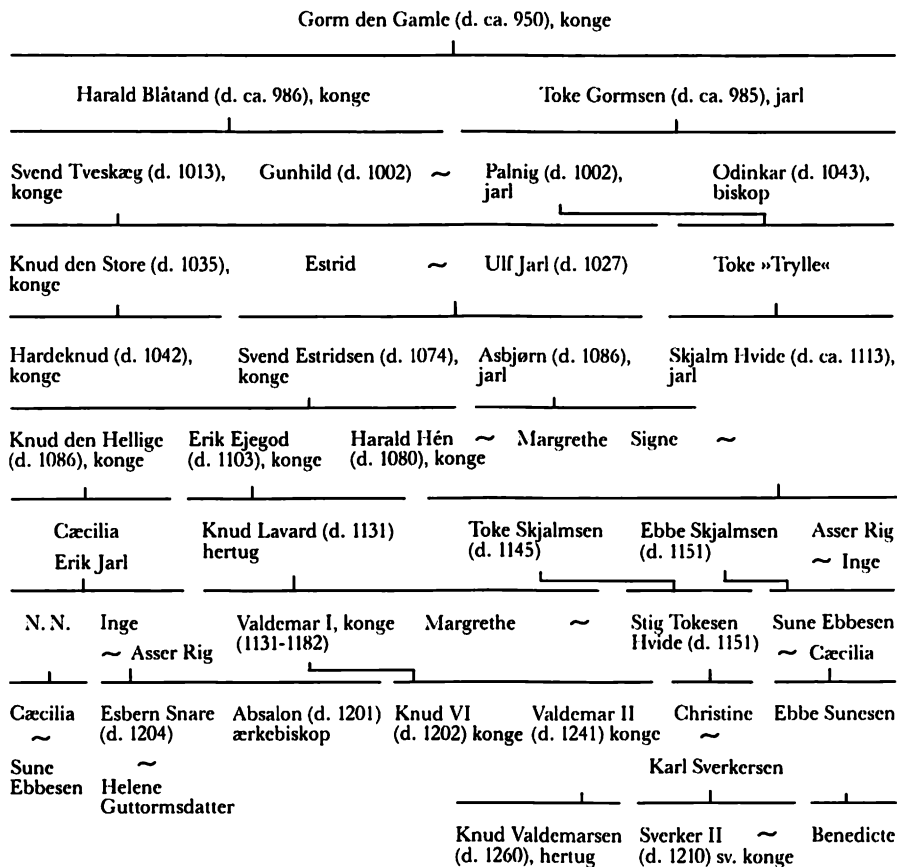 Gorm den Gamle (d. ca. 950), konge
Harald Blåtand (d. ca. 986), konge Toke Gormsen (d. ca. 985), jarl
Svend Tveskæg (d. 1013), Gunhild (d. 1002) ~ Palnig (d. 1002), Odinkar (d. 1043),
konge jarl biskop
Knud den Store (d. 1035), Estrid ~ Ulf Jarl (d. 1027) Toke »Trylle«
konge
Hardeknud (d. 1042), Svend Estridsen (d. 1074), Asbjørn (d. 1086), Skjalm Hvide (d. ca. 1113),
konge konge jarl jarl
Knud den Hellige Erik Ejegod Harald Hén ~ Margrethe Signe ~
(d. 1086), konge (d. 1103), konge (d. 1080), konge
Cæcilia Knud Lavard (d. 1131) Toke Skjalmsen Ebbe Skjalmsen Asser Rig
Erik Jarl hertug (d. 1145) (d. 1151) ~ Inge
N. N. Inge Valdemar I, konge Margrethe ~ Stig Tokesen Sune Ebbesen
~ Asser Rig (1131-1182) Hvide (d. 1151) ~ Cæcilia
Cæcilia Esbern Snare Absalon (d. 1201) Knud VI Valdemar II Christine Ebbe Sunesen
~ (d. 1204) ærkebiskop (d. 1202) konge (d. 1241) konge ~
Sune ~ Karl Sverkersen
Ebbesen Helene
Guttormsdatter
Knud Valdemarsen Sverker II ~ Benedicte
(d. 1260), hertug (d. 1210) sv. konge